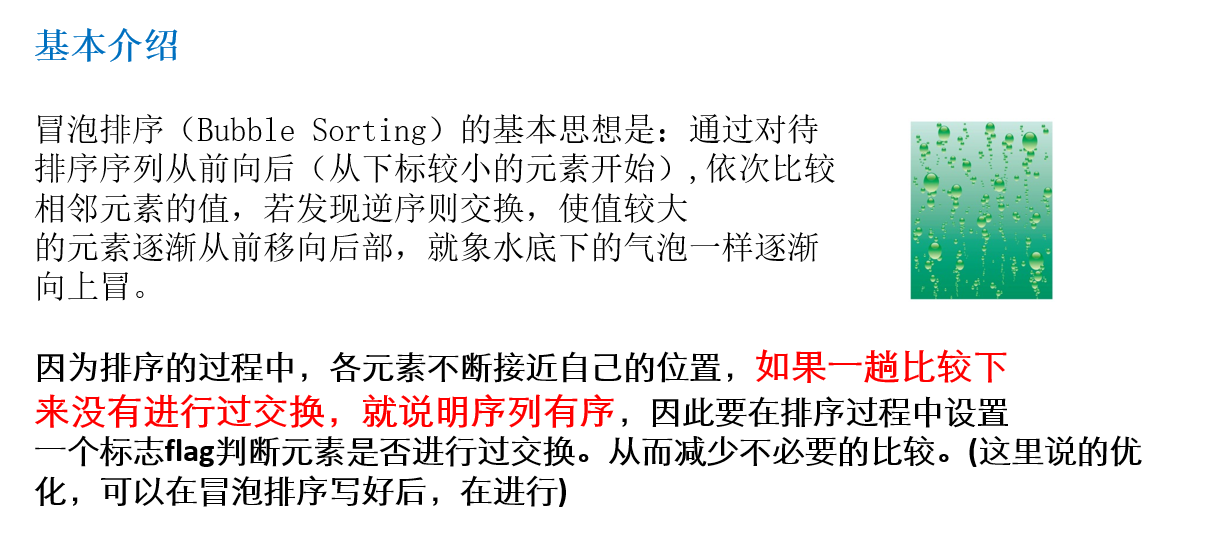 基本介绍
冒泡排序（Bubble Sorting）的基本思想是：通过对待
排序序列从前向后（从下标较小的元素开始）,依次比较
相邻元素的值，若发现逆序则交换，使值较大
的元素逐渐从前移向后部，就象水底下的气泡一样逐渐
向上冒。
因为排序的过程中，各元素不断接近自己的位置，如果一趟比较下
来没有进行过交换，就说明序列有序，因此要在排序过程中设置
一个标志flag判断元素是否进行过交换。从而减少不必要的比较。(这里说的优
化，可以在冒泡排序写好后，在进行)